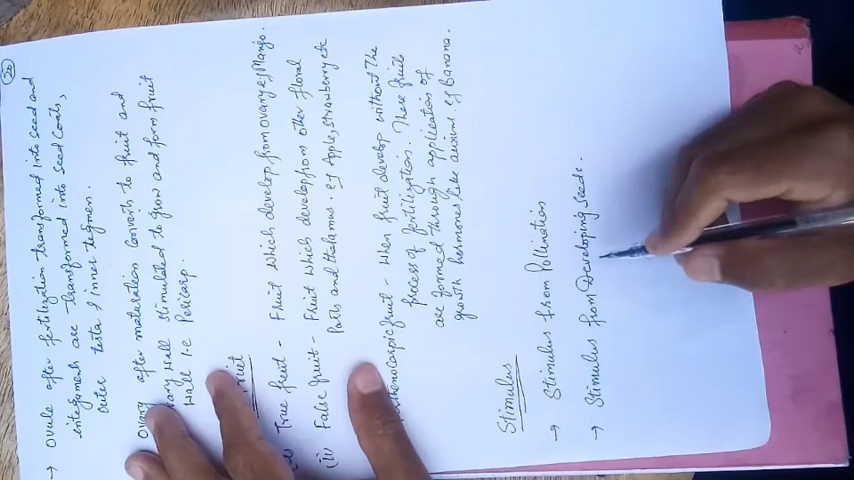 20
→ ovule after fertilization transformed into seed and
integuments are transformed into seed coats,
outer testa & inner tegmen.
ovary after maturation converts to fruit and
vary wall stimulated to grow and form fruit
wall i.e Pericarp.
True fruit - Fruit which develop from ovary eg Mango.
(ii) False fruit - Fruit which develop from other floral
Parts and thalamus. eg Apple, strawberry etc
Parthenocarpic fruit - when fruit develop without the
process of fertilization. These fruit
are formed through application of
growth hormones, like auxins. eg Banana.
Stimulus
→ Stimulus from Pollination
→ Stimulus from Developing seeds.